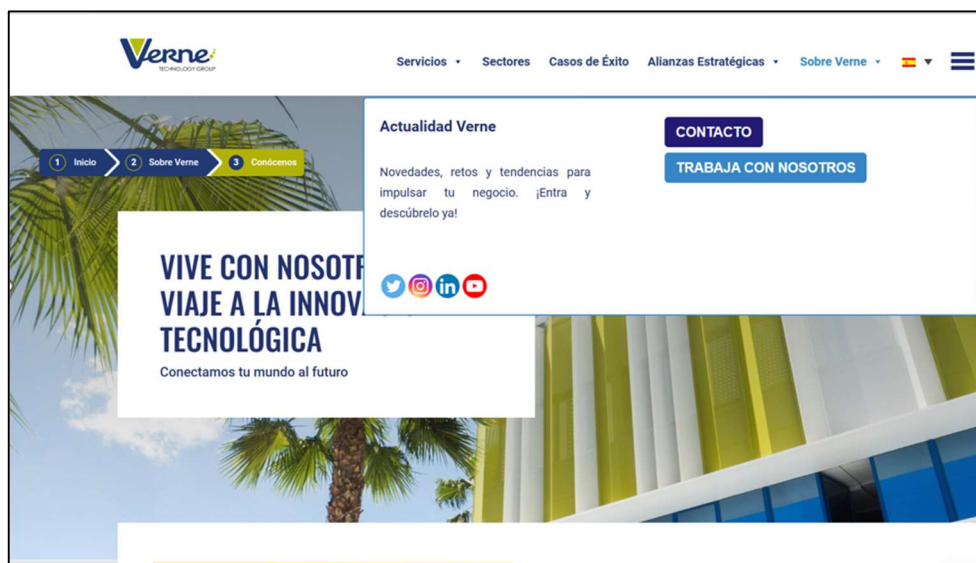 Verne
TECHNOLOGY GROUP
Servicios
Sectores
Casos de Éxito
Alianzas Estratégicas
Sobre Verne
1 Inicio
2 Sobre Verne
3 Conócenos
Actualidad Verne
Novedades, retos y tendencias para
impulsar tu negocio. ¡Entra y
descúbrelo ya!
in
CONTACTO
TRABAJA CON NOSOTROS
VIVE CON
VIAJE A LA
TECNOLÓGICA
Conectamos tu mundo al futuro